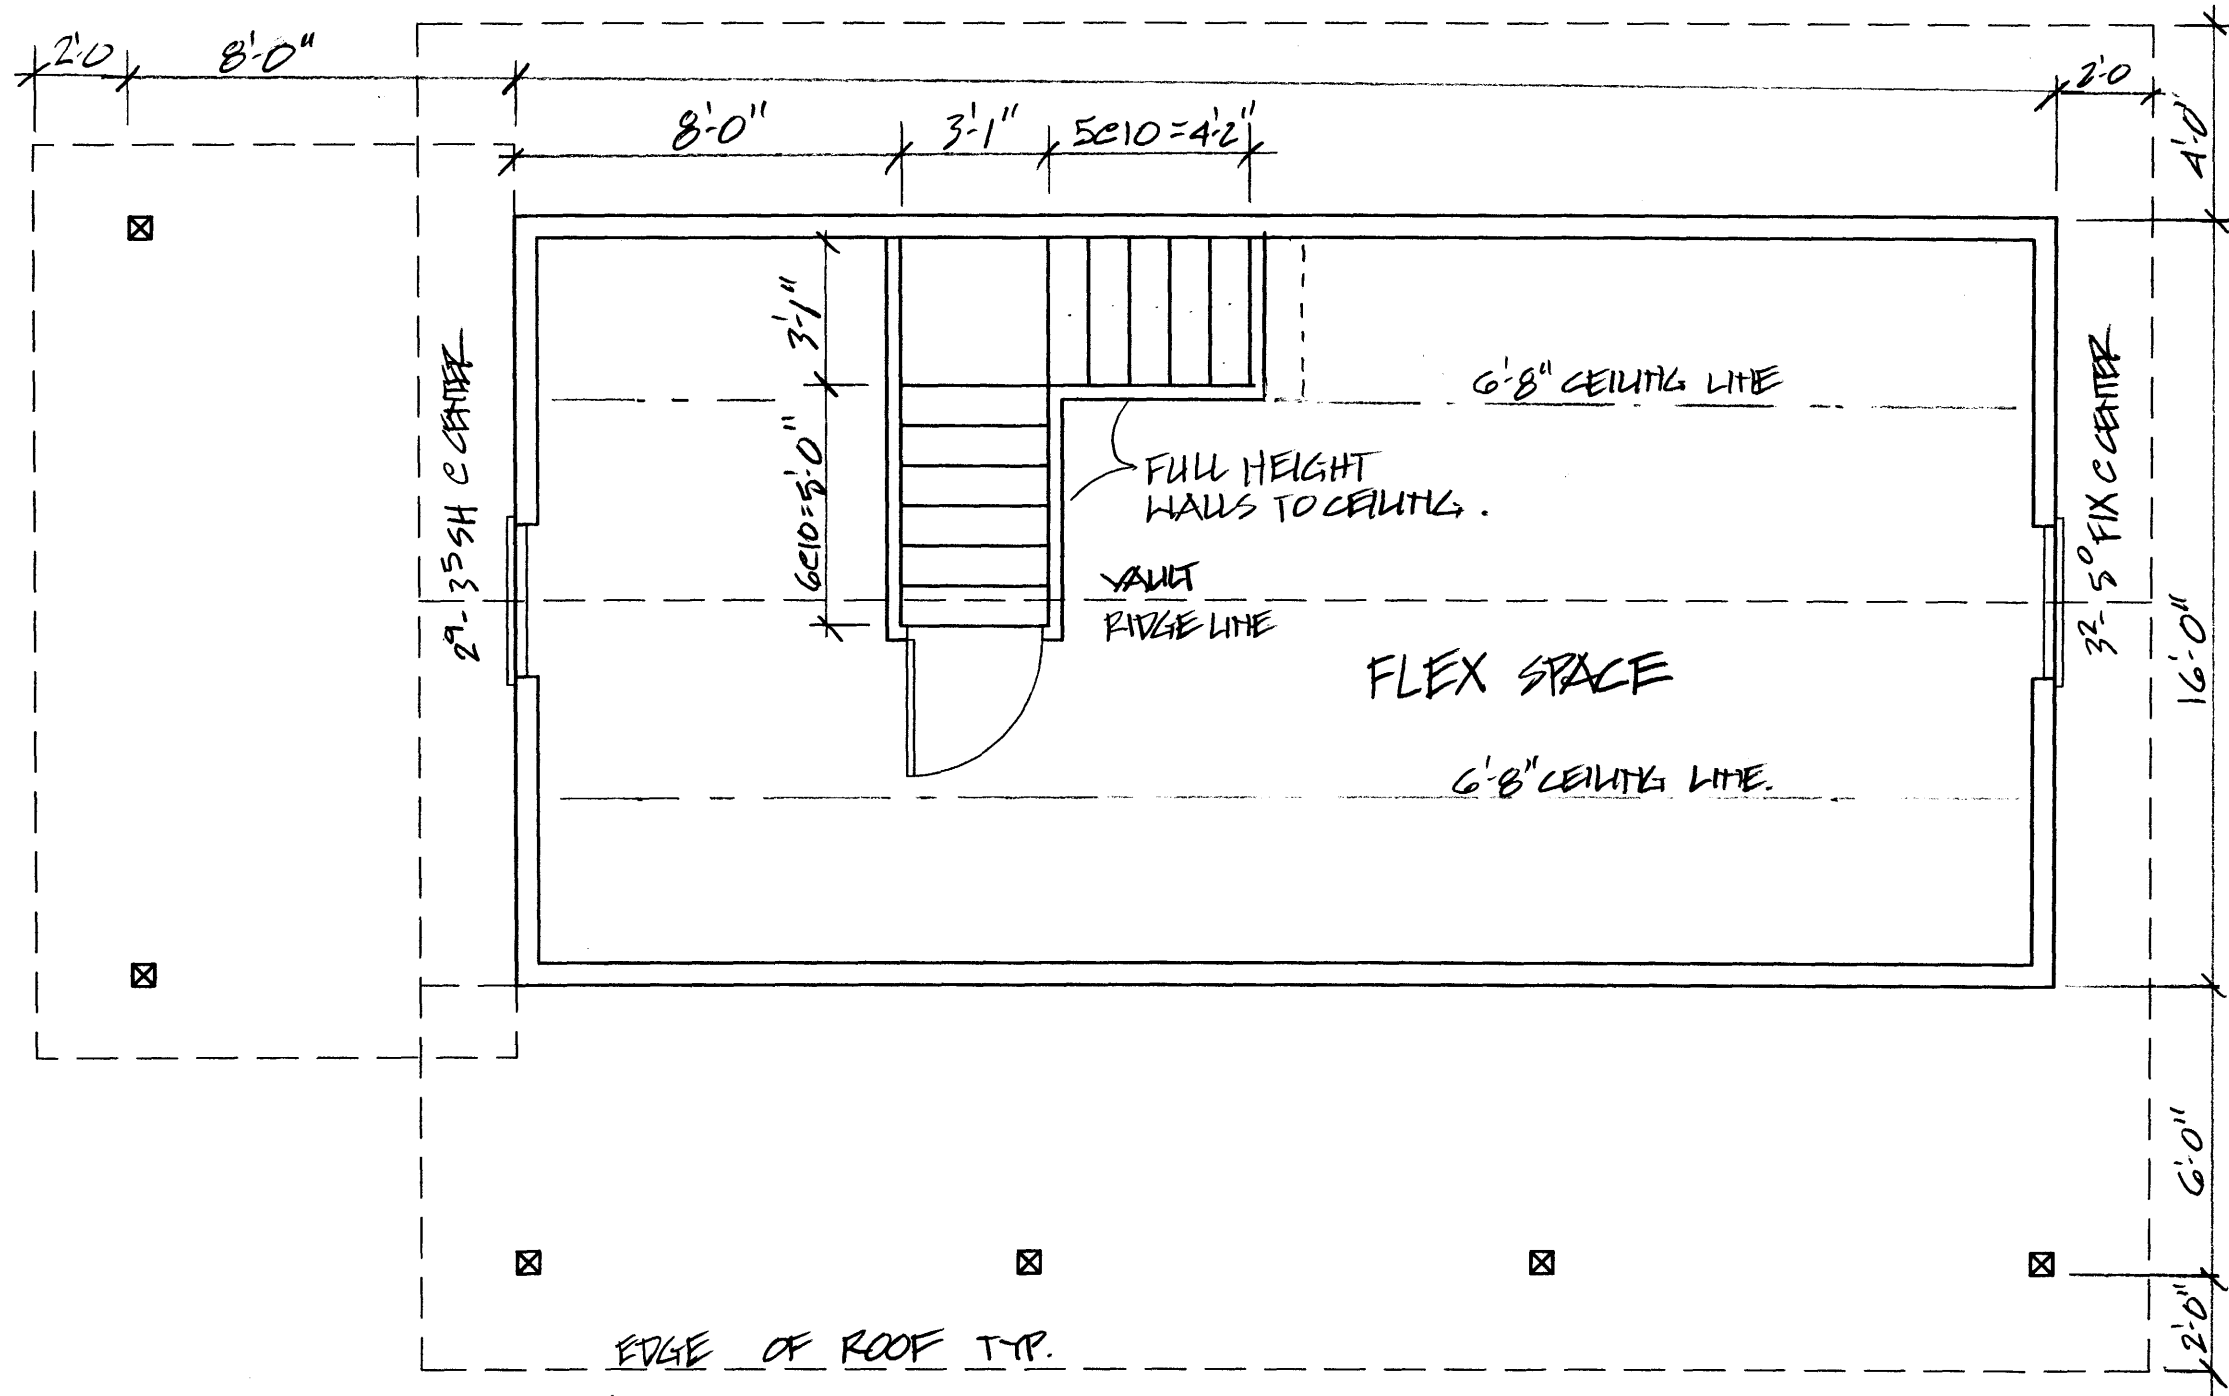 2'-0
8'-0"
2'-0
8'-0"
3'-1"
5@10=4'-2"
4'-0"
3'-1"
6'-8" CEILING LINE
2⁹-3⁵ SH @ CENTER
3²-5⁰ FIX @ CENTER
6@10=5'-0"
FULL HEIGHT
WALLS TO CEILING.
VAULT
RIDGE LINE
FLEX SPACE
16'-0"
6'-8" CEILING LINE.
6'-0"
2'-0"
EDGE OF ROOF TYP.